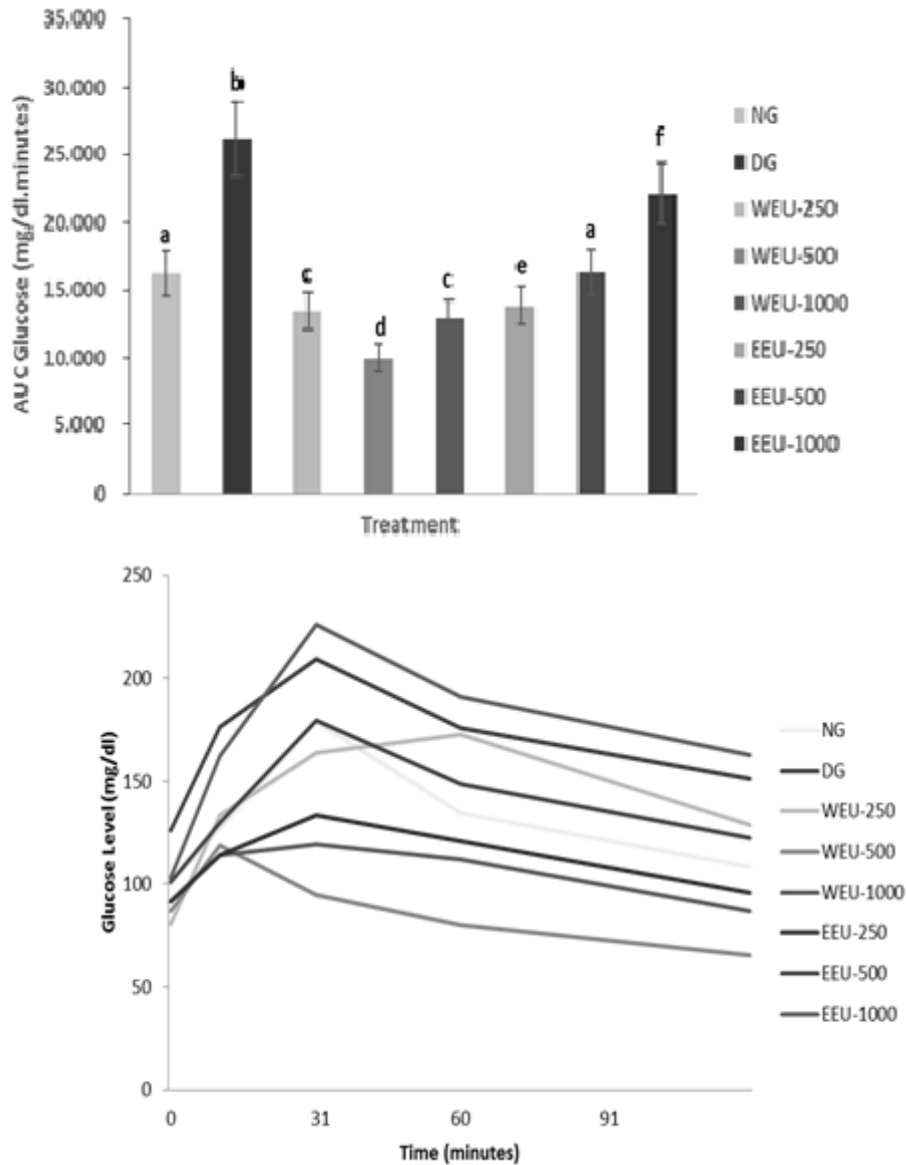 35.000
30.000
25.000
20.000
15.000
10.000
5.000
0
AUC Glucose (mg/dl.minutes)
a
b
c
d
c
e
a
f
Treatment
NG
DG
WEU-250
WEU-500
WEU-1000
EEU-250
EEU-500
EEU-1000
250
200
150
100
50
0
Glucose Level (mg/dl)
0 31 60 91
Time (minutes)
NG
DG
WEU-250
WEU-500
WEU-1000
EEU-250
EEU-500
EEU-1000